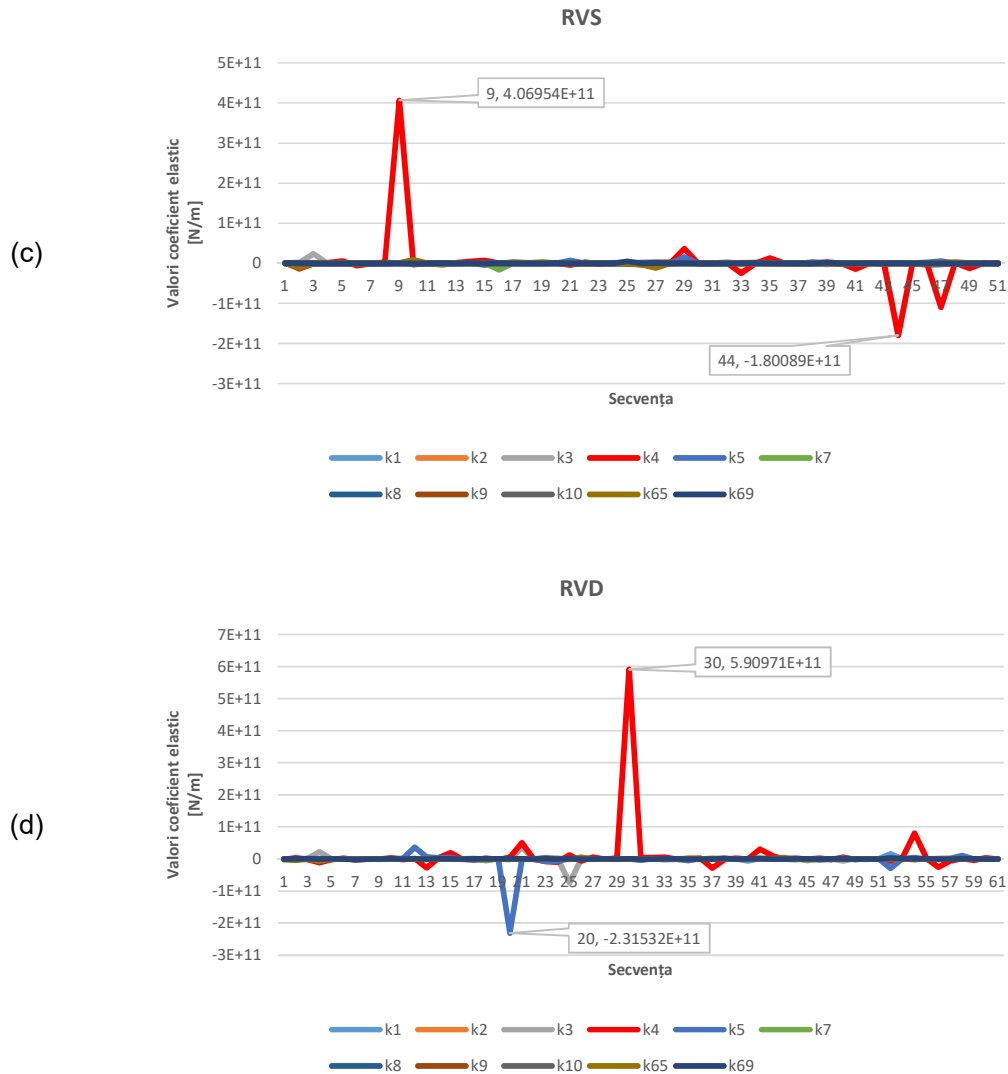 RVS
5E+11
4E+11
3E+11
2E+11
1E+11
0
-1E+11
-2E+11
-3E+11
Valori coeficient elastic
[N/m]
9, 4.06954E+11
44, -1.80089E+11
1 3 5 7 9 11 13 15 17 19 21 23 25 27 29 31 33 35 37 39 41 43 45 47 49 51
Secvența
k1 k2 k3 k4 k5 k7
k8 k9 k10 k65 k69
(c)
RVD
7E+11
6E+11
5E+11
4E+11
3E+11
2E+11
1E+11
0
-1E+11
-2E+11
-3E+11
Valori coeficient elastic
[N/m]
30, 5.90971E+11
20, -2.31532E+11
1 3 5 7 9 11 13 15 17 19 21 23 25 27 29 31 33 35 37 39 41 43 45 47 49 51 53 55 57 59 61
Secvența
k1 k2 k3 k4 k5 k7
k8 k9 k10 k65 k69
(d)